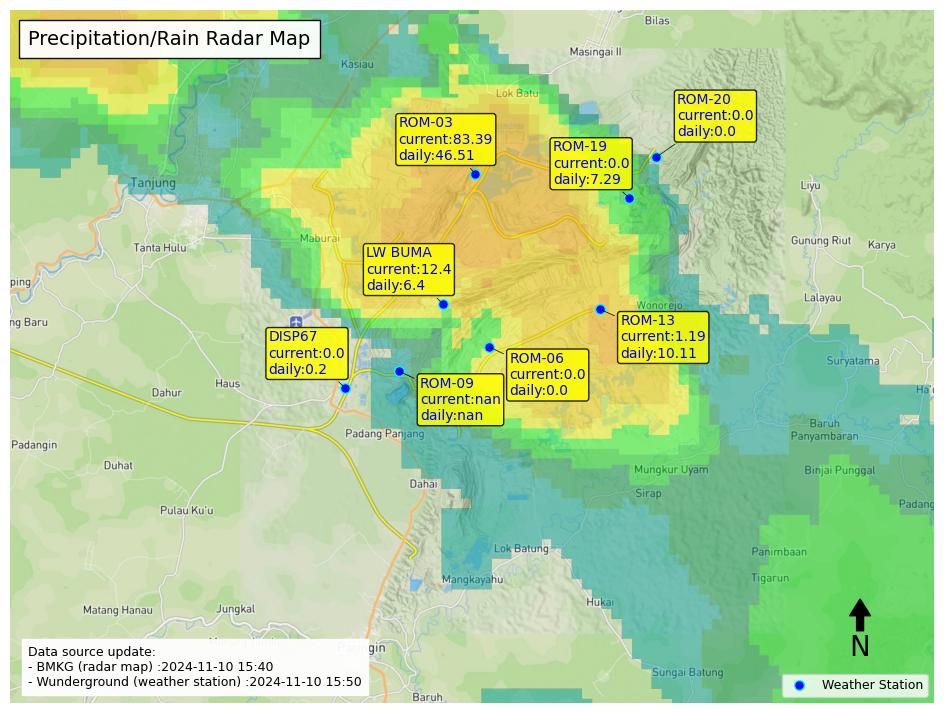 Precipitation/Rain Radar Map
Bilas
Masingai II
Kasiau
Lok Batu
ROM-20
current:0.0
daily:0.0
ROM-03
current:83.39
daily:46.51
ROM-19
current:0.0
daily:7.29
Tanjung
Liyu
Tanta Hulu
Maburai
Gunung Riut
Karya
LW BUMA
current:12.4
daily:6.4
ping
Lalayau
Wonorejo
ng Baru
ROM-13
current:1.19
daily:10.11
DISP67
current:0.0
daily:0.2
ROM-06
current:0.0
daily:0.0
Suryatama
Haus
Dahur
ROM-09
current:nan
daily:nan
Ha
Padangin
Padang Panjang
Baruh
Panyambaran
Duhat
Mungkur Uyam
Binjai Punggal
Dahai
Sirap
Padang
Pulau Ku'u
Lok Batung
Panimbaan
Mangkayahu
Tigarun
Matang Hanau
Jungkal
Hukai
N
Data source update:
- BMKG (radar map) :2024-11-10 15:40
- Wunderground (weather station) :2024-11-10 15:50
Sungai Batung
Weather Station
Baruh